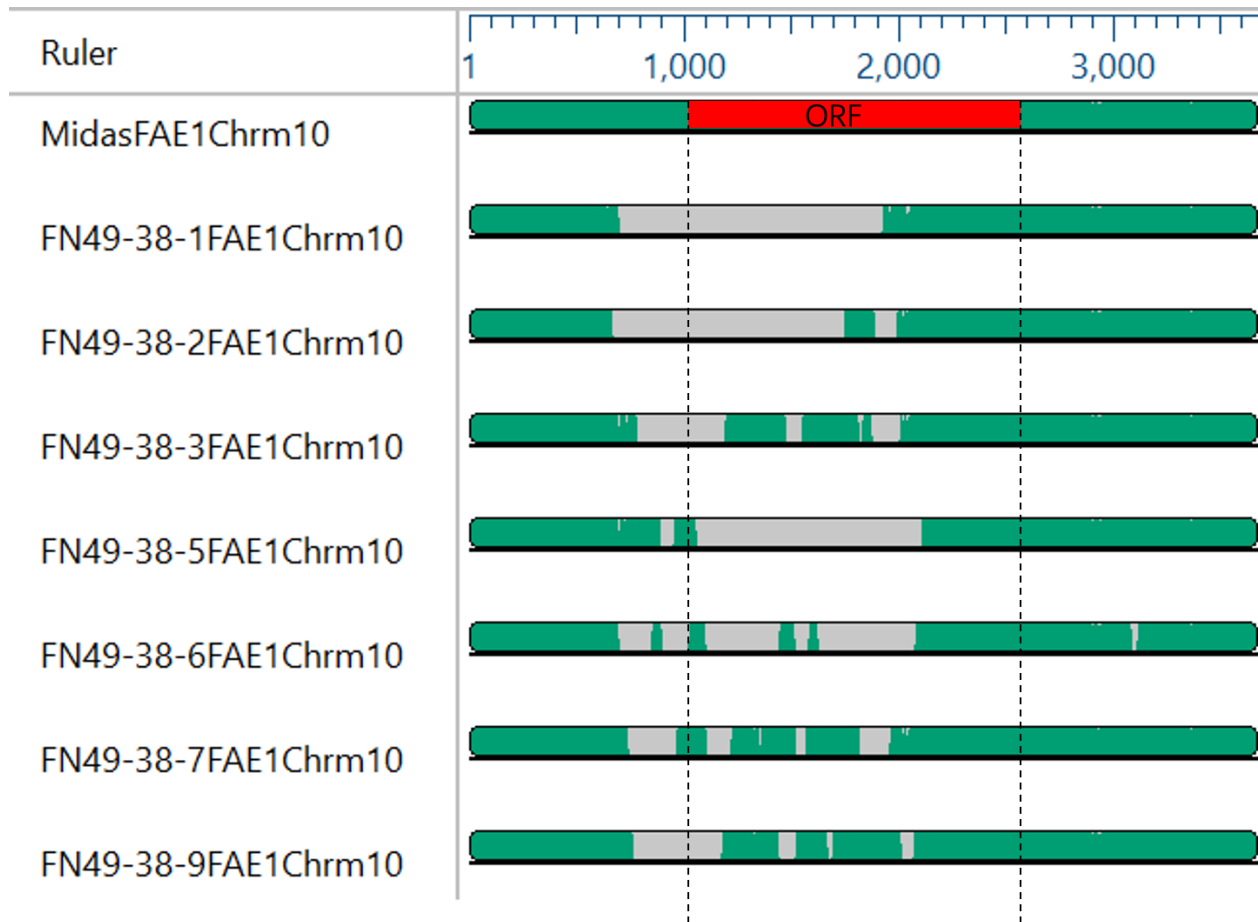 Ruler
1 1,000 2,000 3,000
MidasFAE1Chrm10 ORF
FN49-38-1FAE1Chrm10
FN49-38-2FAE1Chrm10
FN49-38-3FAE1Chrm10
FN49-38-5FAE1Chrm10
FN49-38-6FAE1Chrm10
FN49-38-7FAE1Chrm10
FN49-38-9FAE1Chrm10